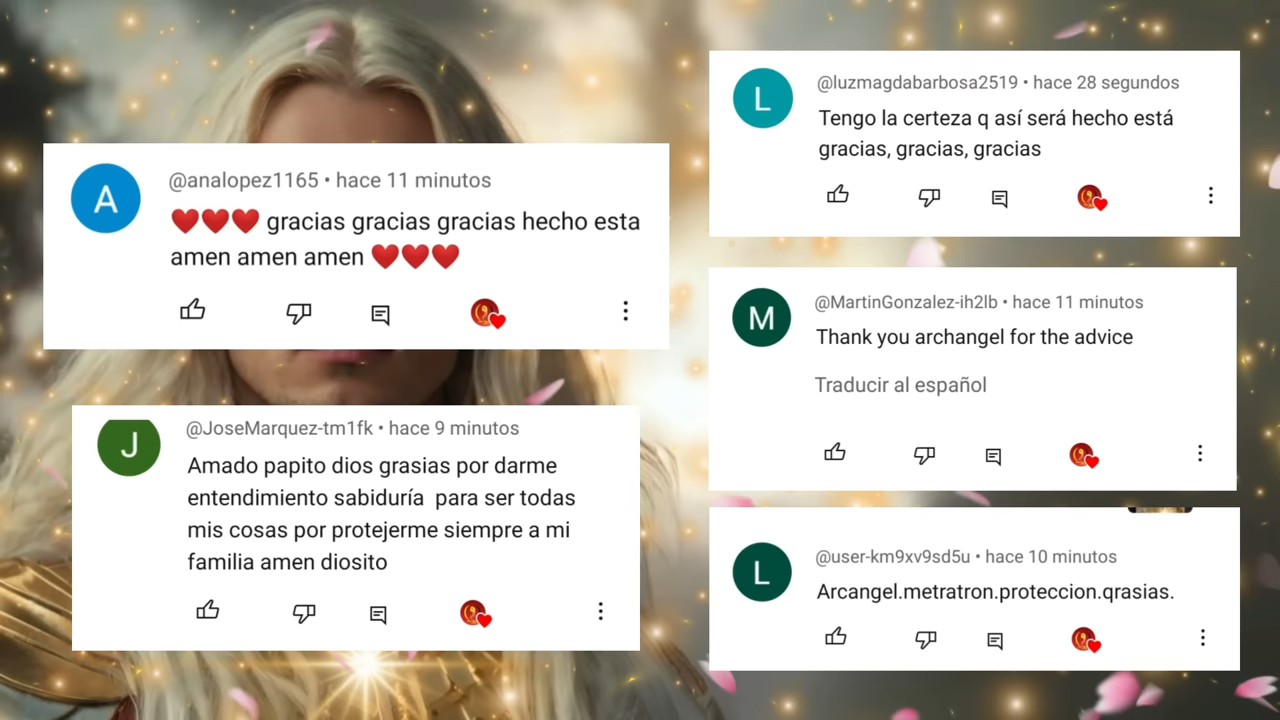 A
@analopez1165 • hace 11 minutos
❤️❤️❤️ gracias gracias gracias hecho esta
amen amen amen ❤️❤️❤️
J
@JoseMarquez-tm1fk • hace 9 minutos
Amado papito dios grasias por darme
entendimiento sabiduría para ser todas
mis cosas por protejerme siempre a mi
familia amen diosito
L
@luzmagdabarbosa2519 • hace 28 segundos
Tengo la certeza q así será hecho está
gracias, gracias, gracias
M
@MartinGonzalez-ih2lb • hace 11 minutos
Thank you archangel for the advice
Traducir al español
L
@user-km9xv9sd5u • hace 10 minutos
Arcangel.metratron.proteccion.qrasias.